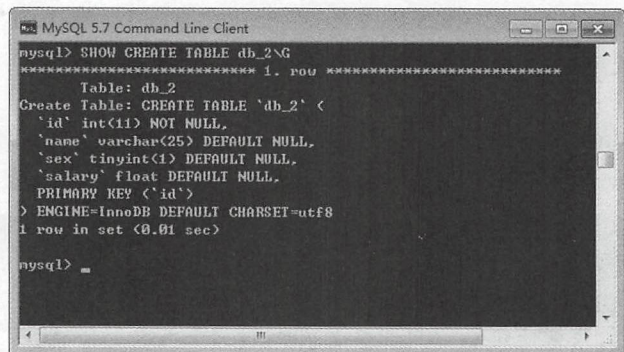 MySQL 5.7 Command Line Client
mysql> SHOW CREATE TABLE db_2\G
*************************** 1. row ***************************
Table: db_2
Create Table: CREATE TABLE `db_2` (
`id` int(11) NOT NULL,
`name` varchar(25) DEFAULT NULL,
`sex` tinyint(1) DEFAULT NULL,
`salary` float DEFAULT NULL,
PRIMARY KEY (`id`)
) ENGINE=InnoDB DEFAULT CHARSET=utf8
1 row in set (0.01 sec)
mysql> _